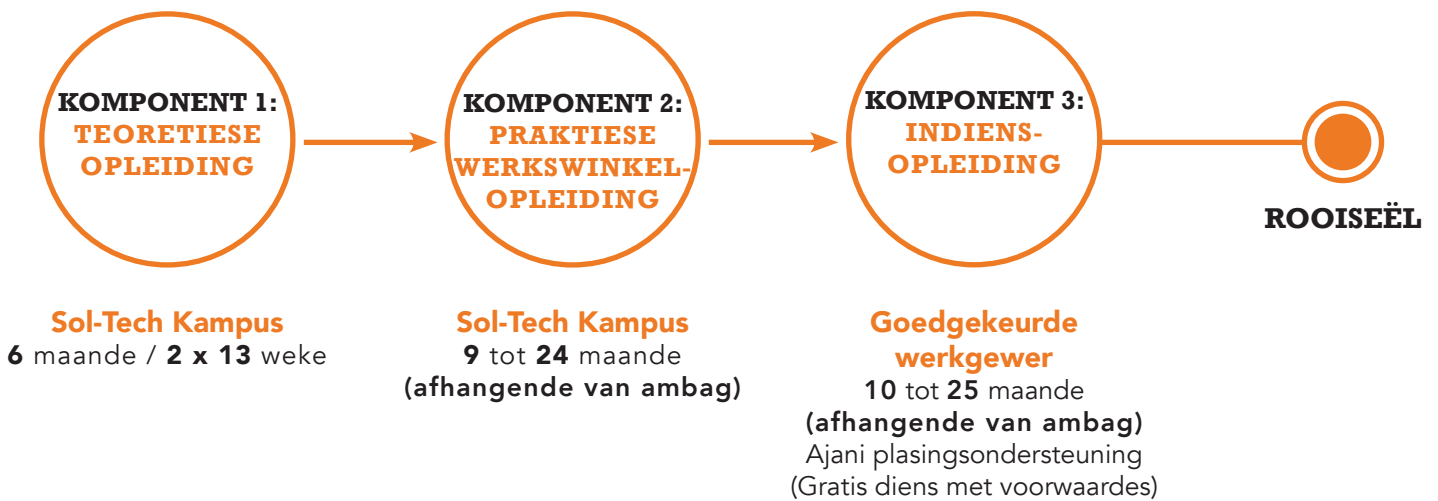 KOMPONENT 1:
TEORETIESE
OPLEIDING
Sol-Tech Kampus
6 maande / 2 x 13 weke
KOMPONENT 2:
PRAKTIESE
WERKSWINKEL-
OPLEIDING
Sol-Tech Kampus
9 tot 24 maande
(afhangende van ambag)
KOMPONENT 3:
INDIENS-
OPLEIDING
Goedgekeurde
werkgewer
10 tot 25 maande
(afhangende van ambag)
Ajani plasingsondersteuning
(Gratis diens met voorwaardes)
ROOISEËL